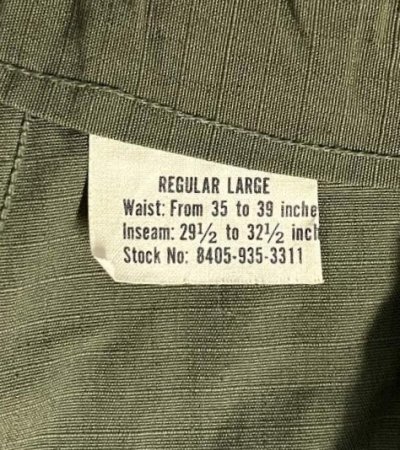 REGULAR LARGE
Waist: From 35 to 39 inche
Inseam: 29½ to 32½ incl
Stock No: 8405-935-3311